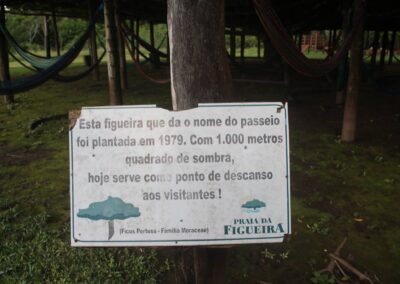 Esta figueira que da o nome do passeio
foi plantada em 1979. Com 1.000 metros
quadrado de sombra,
hoje serve como ponto de descanso
aos visitantes !
(Ficus Pertusa - Família Moraceae)
PRAIA DA
FIGUEIRA